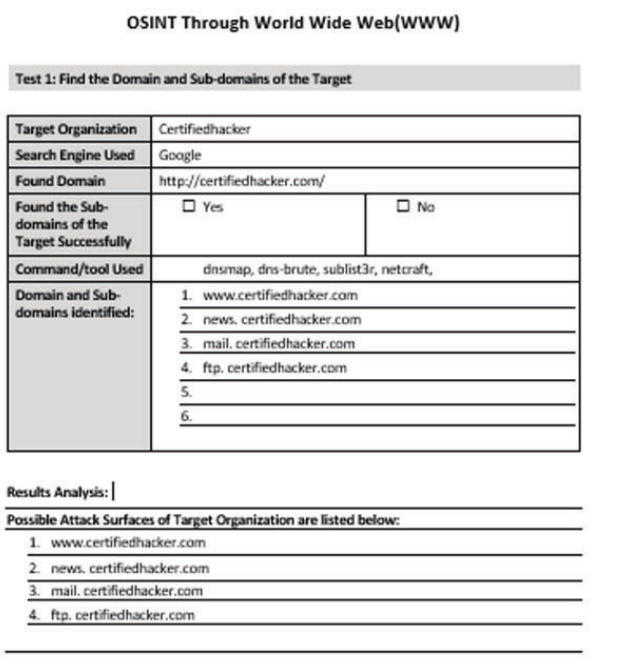 OSINT Through World Wide Web(WWW)
Test 1: Find the Domain and Sub-domains of the Target
Target Organization Certifiedhacker
Search Engine Used Google
Found Domain http://certifiedhacker.com/
Found the Sub-
domains of the
Target Successfully
☐ Yes ☐ No
Command/tool Used dnsmap, dns-brute, sublist3r, netcraft,
Domain and Sub-
domains identified:
1. www.certifiedhacker.com
2. news. certifiedhacker.com
3. mail. certifiedhacker.com
4. ftp. certifiedhacker.com
5.
6.
Results Analysis:
Possible Attack Surfaces of Target Organization are listed below:
1. www.certifiedhacker.com
2. news. certifiedhacker.com
3. mail. certifiedhacker.com
4. ftp. certifiedhacker.com